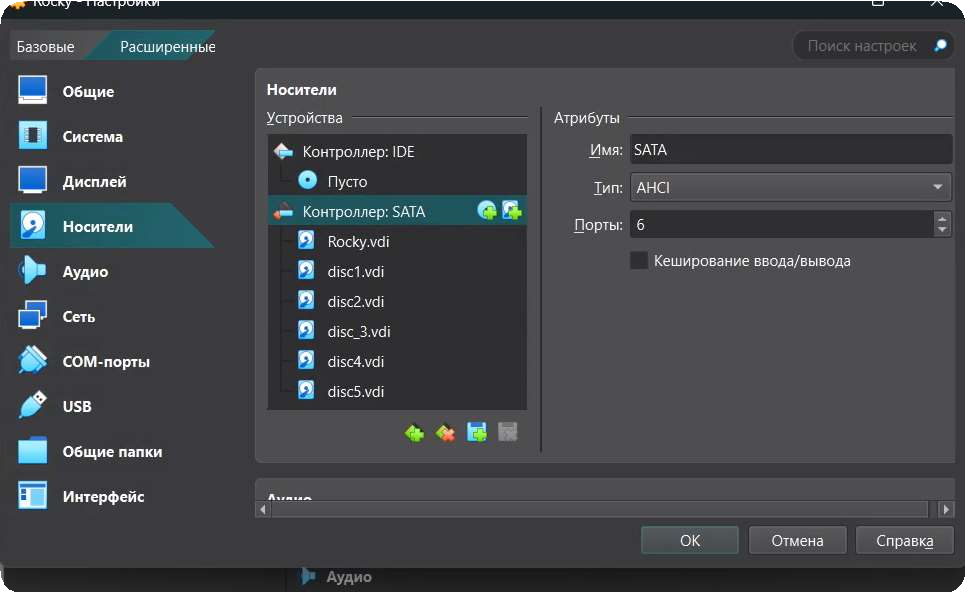 Rocky - Настройки
Базовые
Расширенные
Поиск настроек
Общие
Система
Дисплей
Носители
Аудио
Сеть
COM-порты
USB
Общие папки
Интерфейс
Носители
Устройства
Контроллер: IDE
Пусто
Контроллер: SATA
Rocky.vdi
disc1.vdi
disc2.vdi
disc_3.vdi
disc4.vdi
disc5.vdi
Атрибуты
Имя: SATA
Тип: AHCI
Порты: 6
Кеширование ввода/вывода
Аудио
OK
Отмена
Справка
Аудио